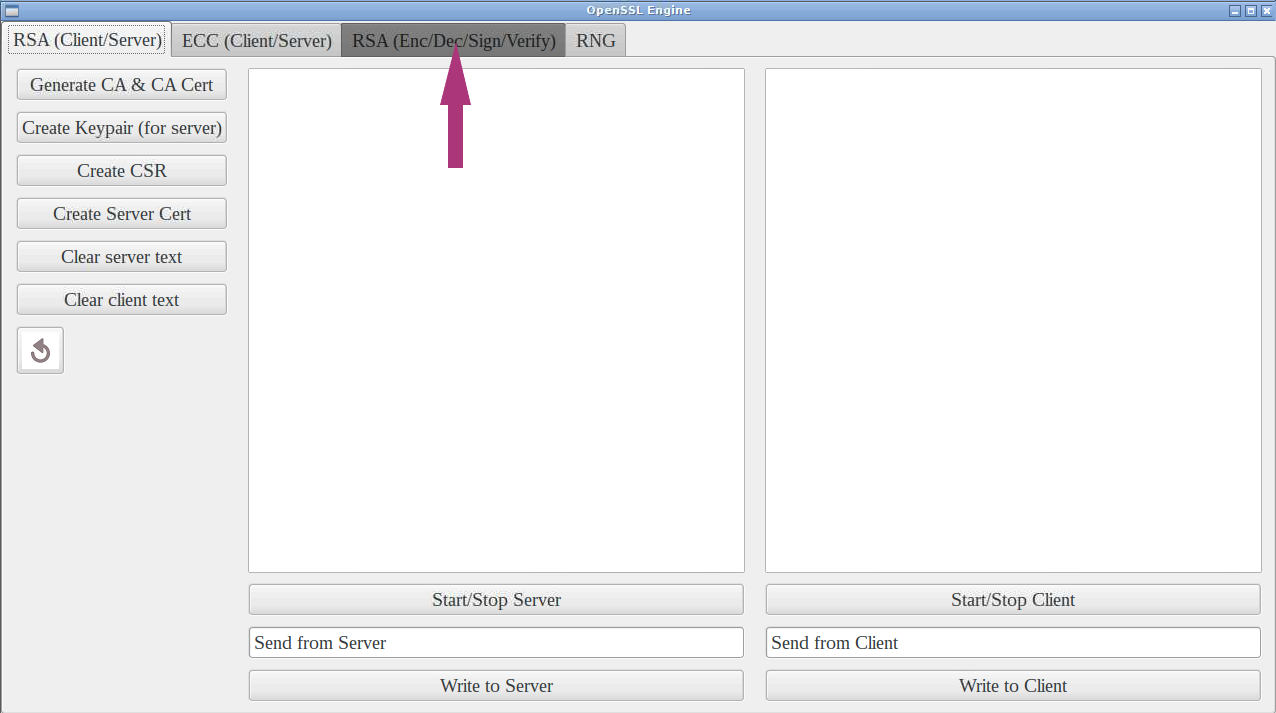 OpenSSL Engine
RSA (Client/Server)
ECC (Client/Server)
RSA (Enc/Dec/Sign/Verify)
RNG
Generate CA & CA Cert
Create Keypair (for server)
Create CSR
Create Server Cert
Clear server text
Clear client text
Start/Stop Server
Start/Stop Client
Send from Server
Send from Client
Write to Server
Write to Client